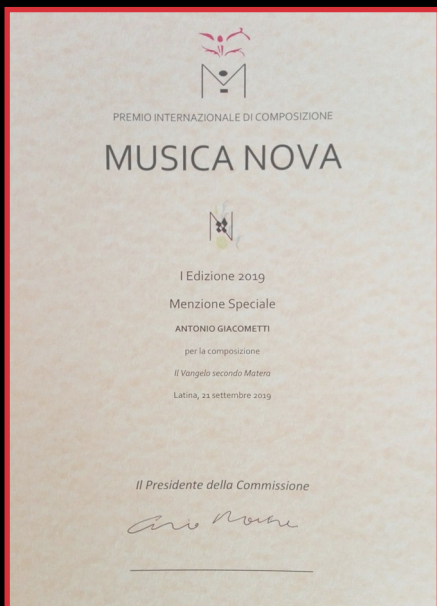 PREMIO INTERNAZIONALE DI COMPOSIZIONE
MUSICA NOVA
I Edizione 2019
Menzione Speciale
ANTONIO GIACOMETTI
per la composizione
Il Vangelo secondo Matera
Latina, 21 settembre 2019
Il Presidente della Commissione